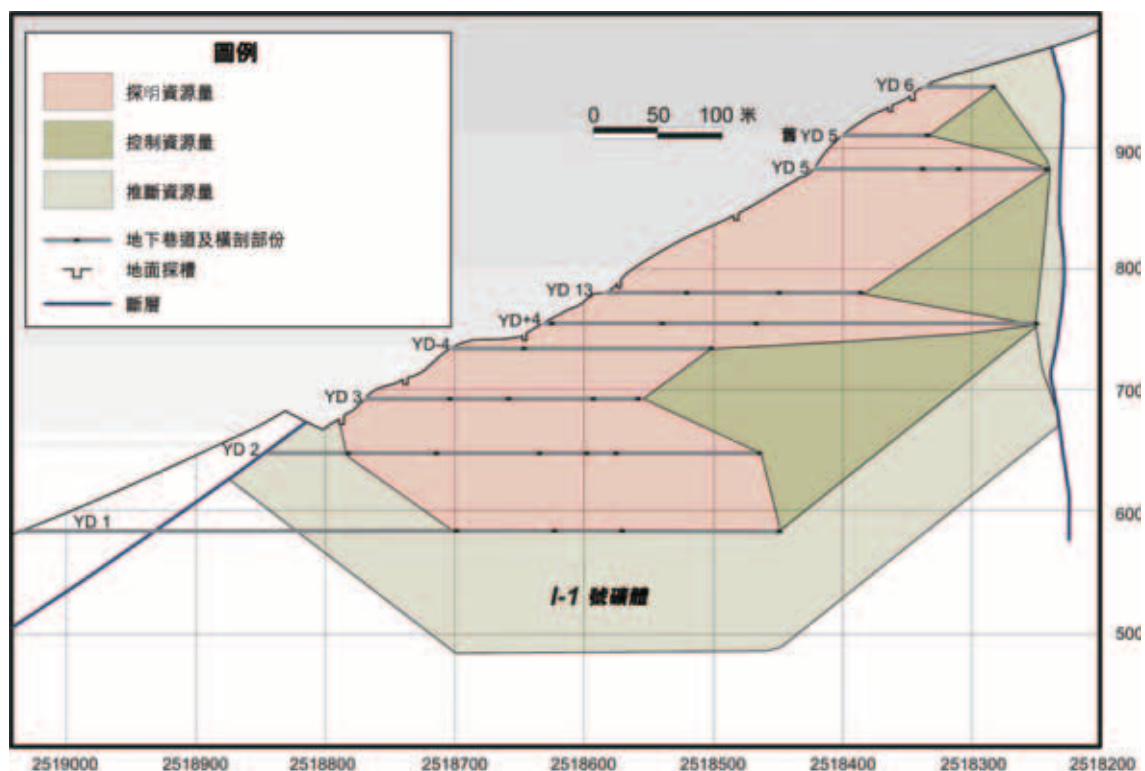 圖例
探明資源量
控制資源量
推斷資源量
地下巷道及橫剖部份
地面探槽
斷層
0 50 100 米
YD 6
舊 YD 5
YD 5
YD 13
YD+4
YD-4
YD 3
YD 2
YD 1
I-1 號礦體
900
800
700
600
500
2519000 2518900 2518800 2518700 2518600 2518500 2518400 2518300 2518200